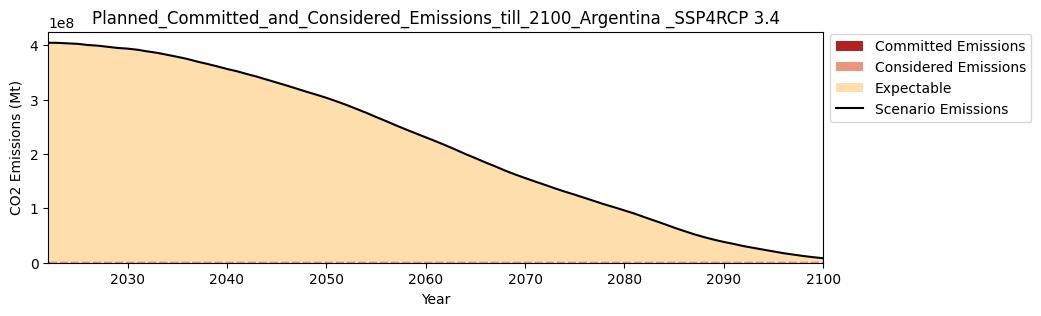 Planned_Committed_and_Considered_Emissions_till_2100_Argentina _SSP4RCP 3.4
1e8
4
3
2
1
0
CO2 Emissions (Mt)
2030 2040 2050 2060 2070 2080 2090 2100
Year
Committed Emissions
Considered Emissions
Expectable
Scenario Emissions